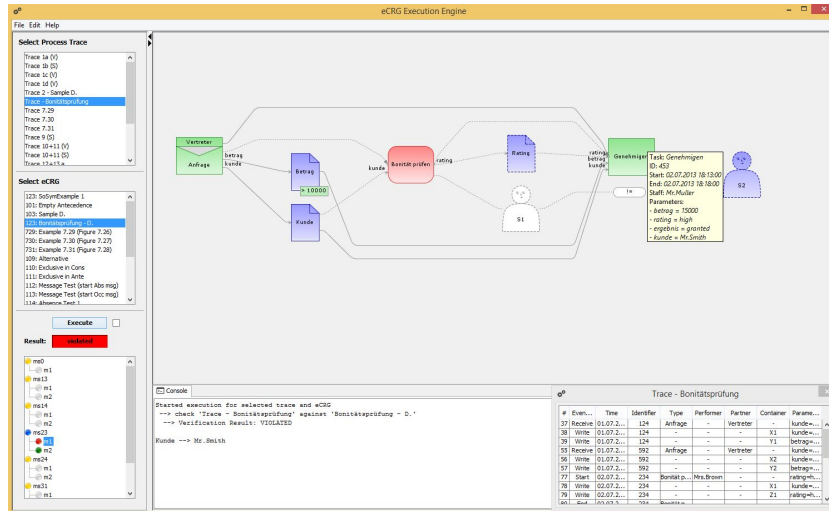 eCRG Execution Engine
File Edit Help
Select Process Trace
Trace 1a (V)
Trace 1b (S)
Trace 1c (V)
Trace 1d (V)
Trace 2 - Sample D.
Trace - Bonitätsprüfung
Trace 7.29
Trace 7.30
Trace 7.31
Trace 9 (S)
Trace 10+11 (V)
Trace 10+11 (S)
Trace 12+13 a
Select eCRG
123: SoSymExample 1
101: Empty Antecedence
103: Sample D.
123: Bonitätsprüfung - D.
729: Example 7.29 (Figure 7.26)
730: Example 7.30 (Figure 7.27)
731: Example 7.31 (Figure 7.28)
109: Alternative
110: Exclusive in Cons
111: Exclusive in Ante
112: Message Test (start Abs msg)
113: Message Test (start Occ msg)
114: Absence Test 1
Execute
Result: violated
ms0
m1
ms13
m1
m2
ms14
m1
m2
ms23
m1
m2
ms24
m1
m2
ms31
m1
Vertreter
Anfrage
betrag
kunde
Betrag
> 10000
Kunde
kunde
Bonität prüfen
rating
Rating
S1
rating
betrag
kunde
Genehmigen
!=
S2
Task: Genehmigen
ID: 453
Start: 02.07.2013 18:13:00
End: 02.07.2013 18:18:00
Staff: Mr.Muller
Parameters:
- betrag = 15000
- rating = high
- ergebnis = granted
- kunde = Mr.Smith
Console
Started execution for selected trace and eCRG
--> check 'Trace - Bonitätsprüfung' against 'Bonitätsprüfung - D.'
--> Verification Result: VIOLATED
Kunde --> Mr.Smith
Trace - Bonitätsprüfung
# Even... Time Identifier Type Performer Partner Container Parame...
37 Receive 01.07.2... 124 Anfrage - Vertreter - kunde=...
38 Write 01.07.2... 124 - - - X1 kunde=...
39 Write 01.07.2... 124 - - - Y1 betrag=...
55 Receive 01.07.2... 592 Anfrage - Vertreter - kunde=...
56 Write 01.07.2... 592 - - - X2 kunde=...
57 Write 01.07.2... 592 - - - Y2 betrag=...
77 Start 02.07.2... 234 Bonität p... Mrs.Brown - - rating=h...
78 Write 02.07.2... 234 - - - X1 kunde=...
79 Write 02.07.2... 234 - - - Z1 rating=h...